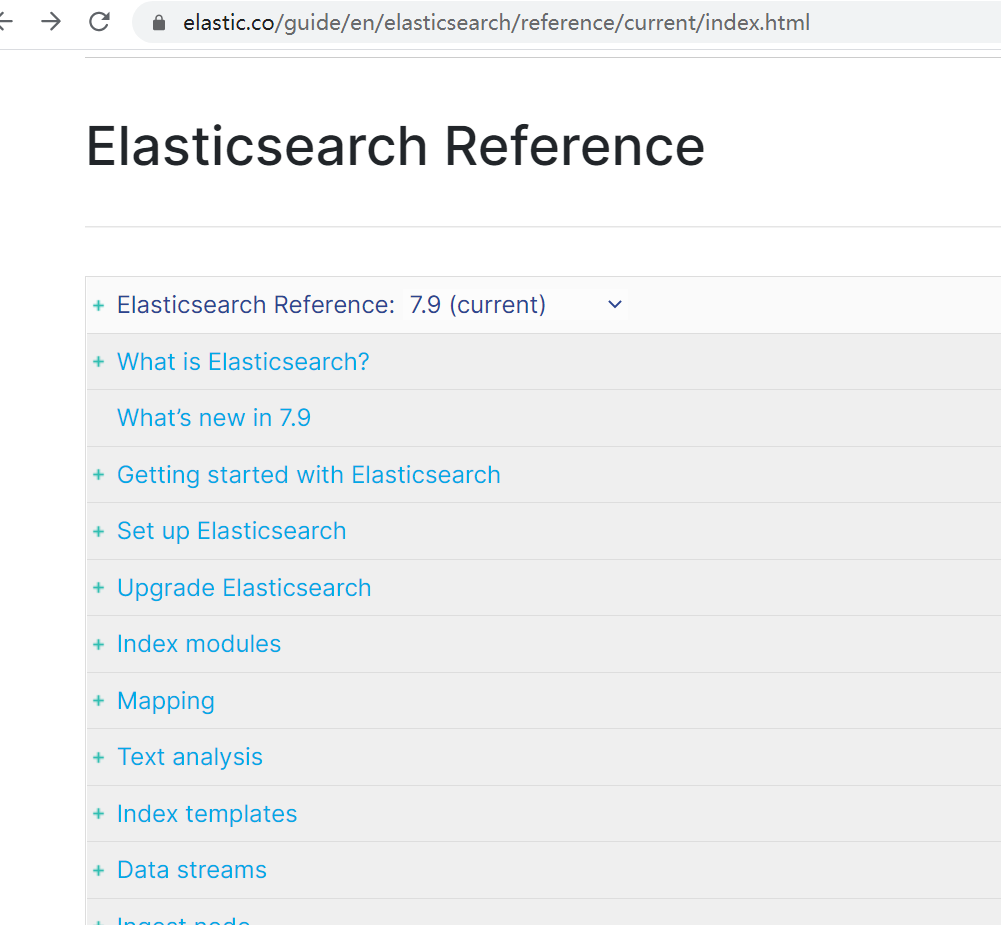 elastic.co/guide/en/elasticsearch/reference/current/index.html
Elasticsearch Reference
+ Elasticsearch Reference: 7.9 (current)
+ What is Elasticsearch?
What’s new in 7.9
+ Getting started with Elasticsearch
+ Set up Elasticsearch
+ Upgrade Elasticsearch
+ Index modules
+ Mapping
+ Text analysis
+ Index templates
+ Data streams
+ Ingest node